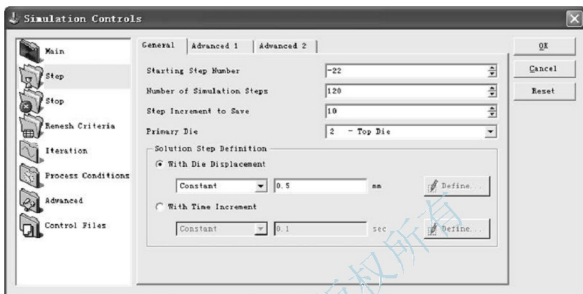 Simulation Controls
Main
Step
Stop
Remesh Criteria
Iteration
Process Conditions
Advanced
Control Files
General
Advanced 1
Advanced 2
Starting Step Number
-22
Number of Simulation Steps
120
Step Increment to Save
10
Primary Die
2 - Top Die
Solution Step Definition
With Die Displacement
Constant
0.5
mm
Define...
With Time Increment
Constant
0.1
sec
Define...
OK
Cancel
Reset
权所有